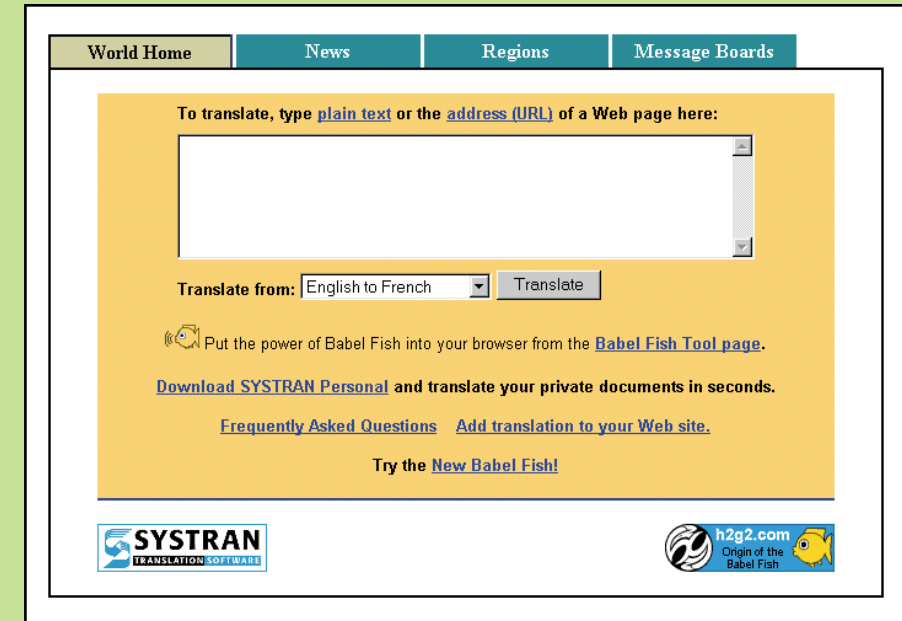 World Home News Regions Message Boards
To translate, type plain text or the address (URL) of a Web page here:
Translate from: English to French Translate
Put the power of Babel Fish into your browser from the Babel Fish Tool page.
Download SYSTRAN Personal and translate your private documents in seconds.
Frequently Asked Questions Add translation to your Web site.
Try the New Babel Fish!
SYSTRAN
TRANSLATION SOFTWARE
h2g2.com
Origin of the
Babel Fish